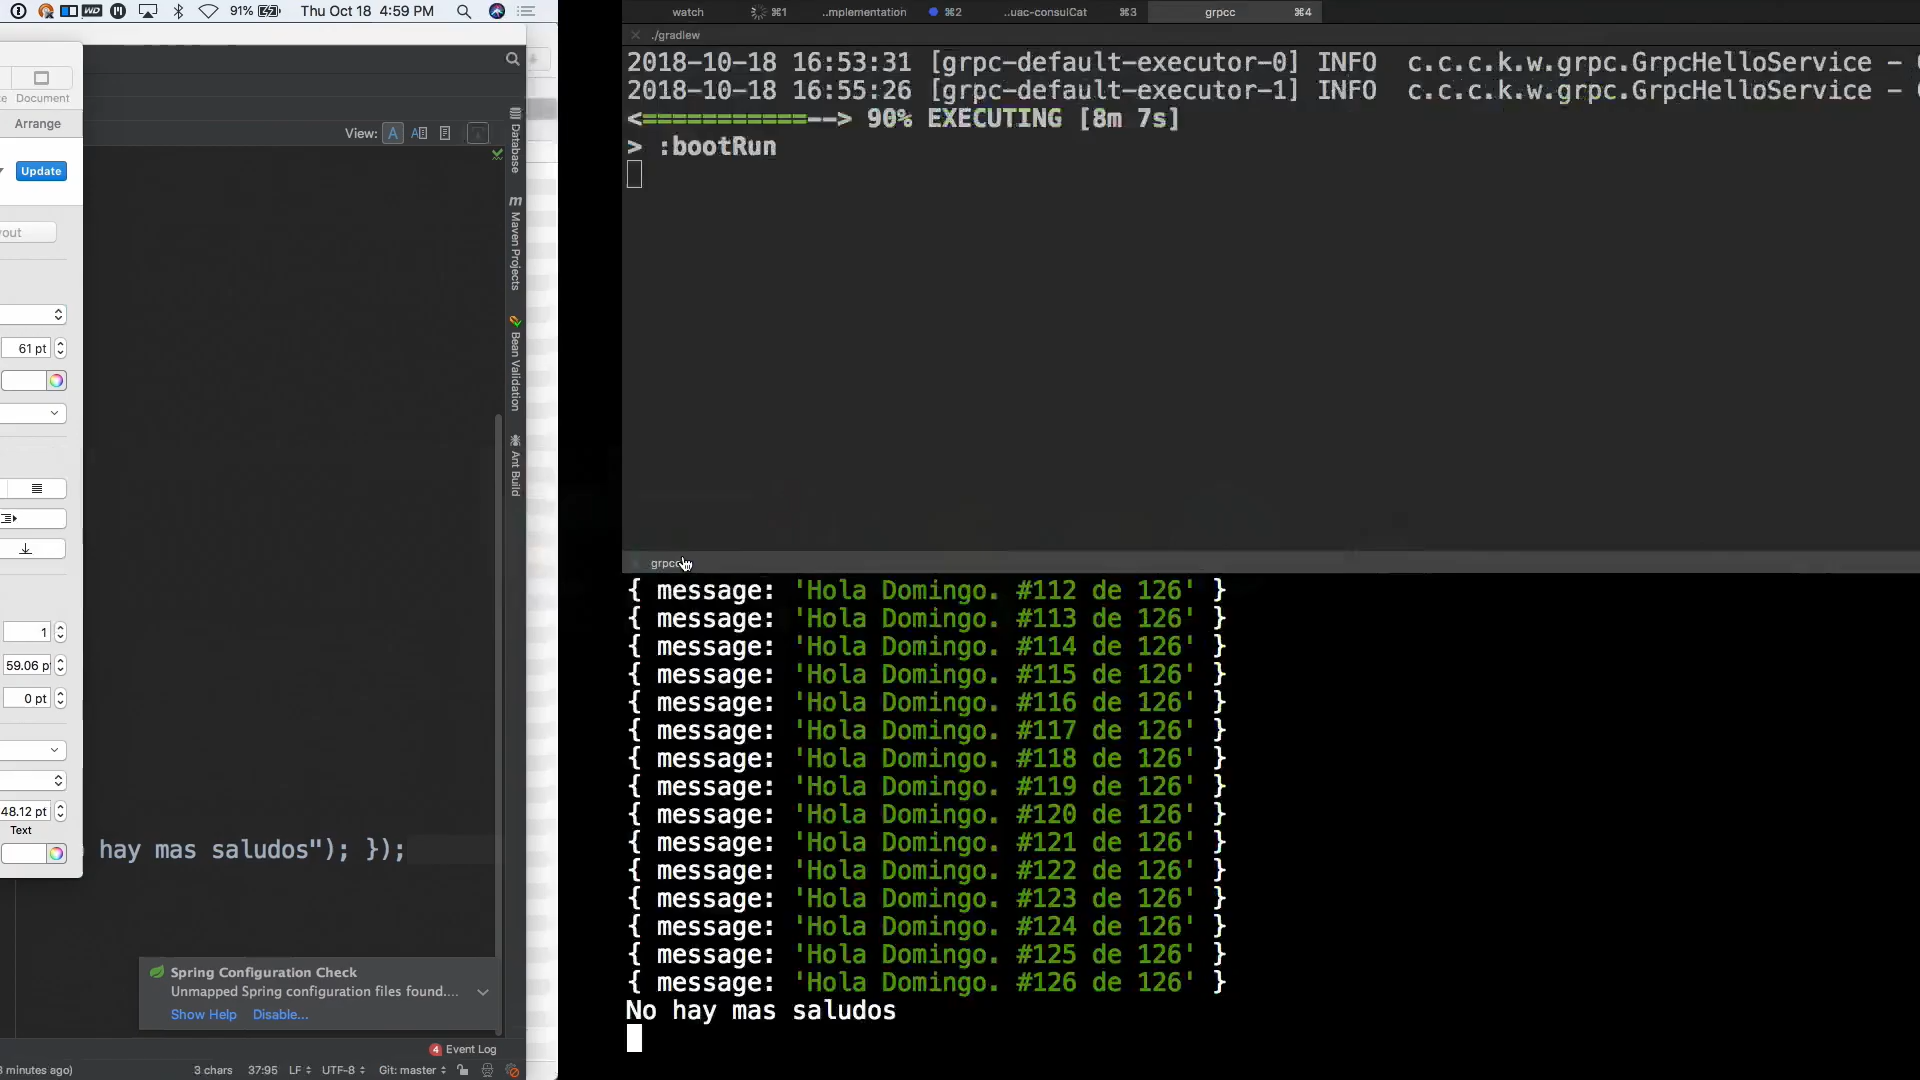 91%
Thu Oct 18 4:59 PM
Document
Arrange
Update
61 pt
1
59.06 p
0 pt
48.12 pt
Text
View:
Database
Maven Projects
Bean Validation
Ant Build
hay mas saludos"); });
Spring Configuration Check
Unmapped Spring configuration files found....
Show Help Disable...
4 Event Log
minutes ago)
3 chars 37:95 LF UTF-8 Git: master
watch ⌘1 ..mplementation ⌘2 ..uac-consulCat ⌘3 grpcc ⌘4
./gradlew
2018-10-18 16:53:31 [grpc-default-executor-0] INFO c.c.c.k.w.grpc.GrpcHelloService -
2018-10-18 16:55:26 [grpc-default-executor-1] INFO c.c.c.k.w.grpc.GrpcHelloService -
<===========--> 90% EXECUTING [8m 7s]
> :bootRun
grpcc
{ message: 'Hola Domingo. #112 de 126' }
{ message: 'Hola Domingo. #113 de 126' }
{ message: 'Hola Domingo. #114 de 126' }
{ message: 'Hola Domingo. #115 de 126' }
{ message: 'Hola Domingo. #116 de 126' }
{ message: 'Hola Domingo. #117 de 126' }
{ message: 'Hola Domingo. #118 de 126' }
{ message: 'Hola Domingo. #119 de 126' }
{ message: 'Hola Domingo. #120 de 126' }
{ message: 'Hola Domingo. #121 de 126' }
{ message: 'Hola Domingo. #122 de 126' }
{ message: 'Hola Domingo. #123 de 126' }
{ message: 'Hola Domingo. #124 de 126' }
{ message: 'Hola Domingo. #125 de 126' }
{ message: 'Hola Domingo. #126 de 126' }
No hay mas saludos